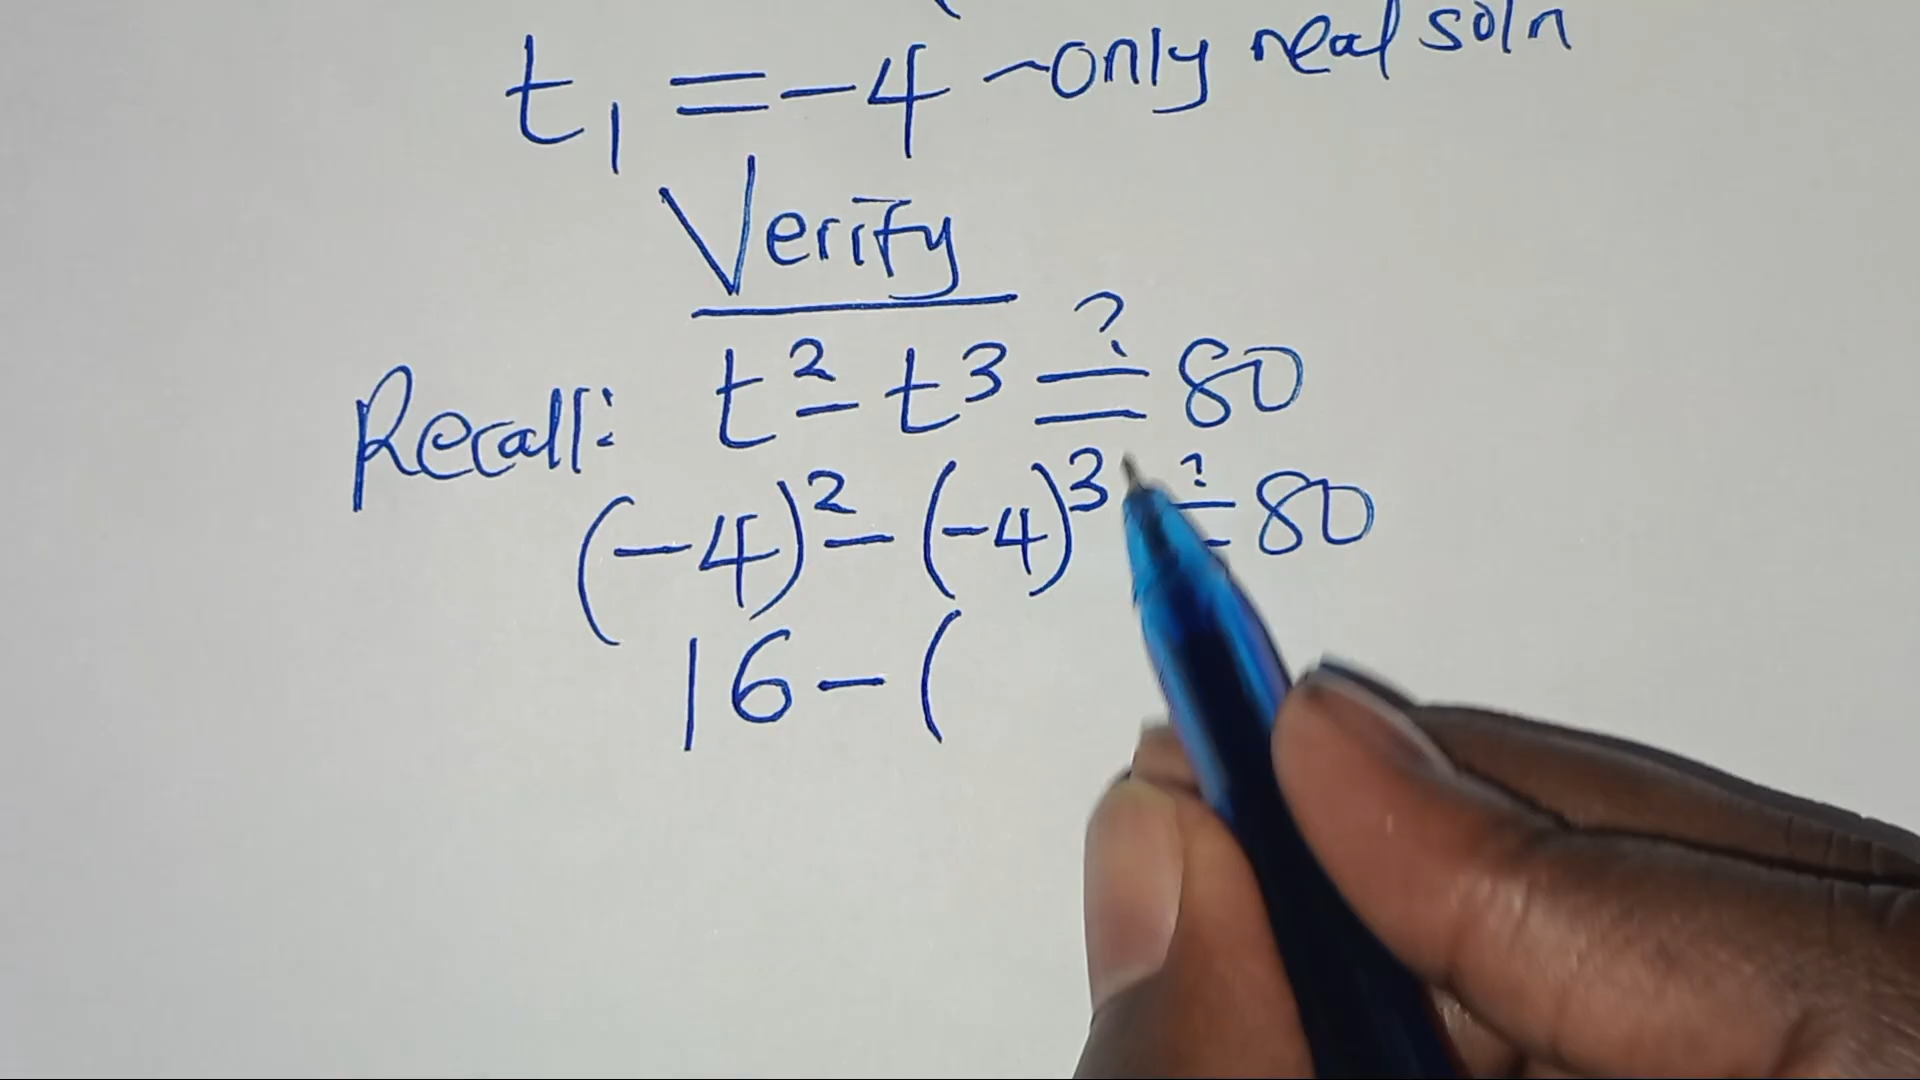 t₁ = -4 ~only real soln
Verify
Recall: t² - t³ ≟ 80
(-4)² - (-4)³ ≟ 80
16 - (